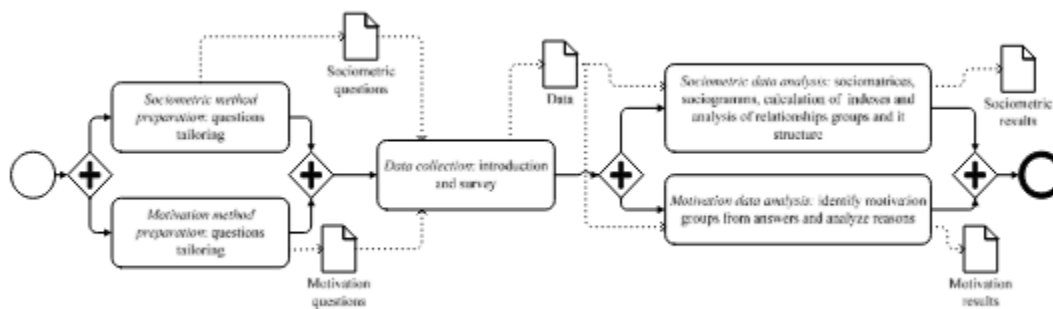 Sociometric
questions
Data
Sociometric method
preparation: questions
tailoring
Sociometric data analysis: sociomatrices,
sociogramms, calculation of indexes and
analysis of relationships groups and it
structure
Sociometric
results
Data collection: introduction
and survey
Motivation method
preparation: questions
tailoring
Motivation data analysis: identify motivation
groups from answers and analyze reasons
Motivation
questions
Motivation
results